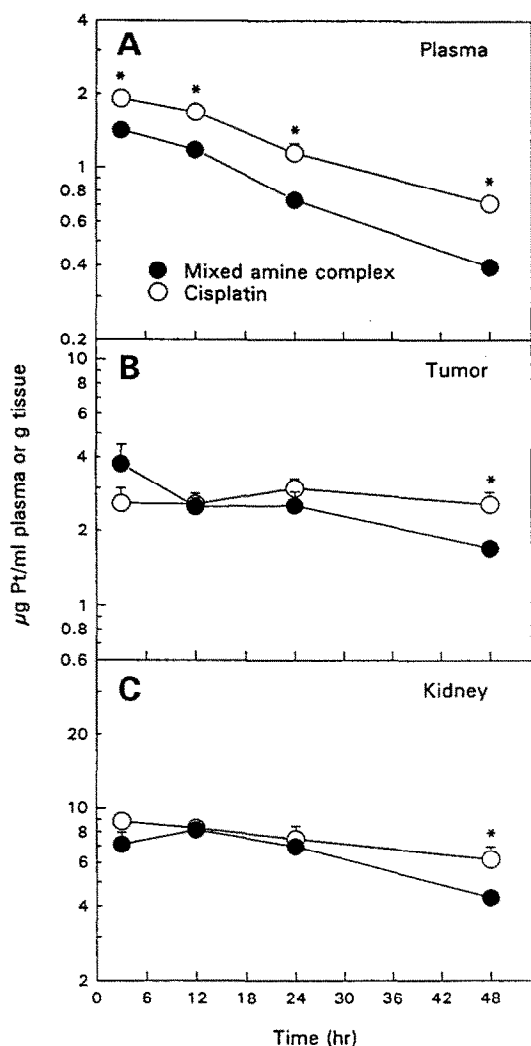 4
A
Plasma
*
*
*
*
2
1
0.8
0.6
0.4
0.2
Mixed amine complex
Cisplatin
10
B
Tumor
8
6
4
*
2
1
0.8
0.6
µg Pt/ml plasma or g tissue
C
Kidney
20
10
8
6
4
*
2
0 6 12 18 24 30 36 42 48
Time (hr)